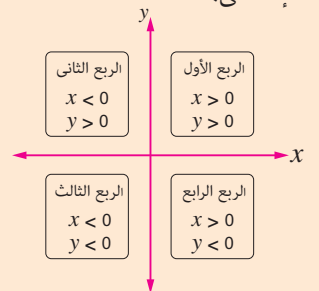 y
الربع الثانى
x < 0
y > 0
الربع الأول
x > 0
y > 0
x
الربع الثالث
x < 0
y < 0
الربع الرابع
x > 0
y < 0